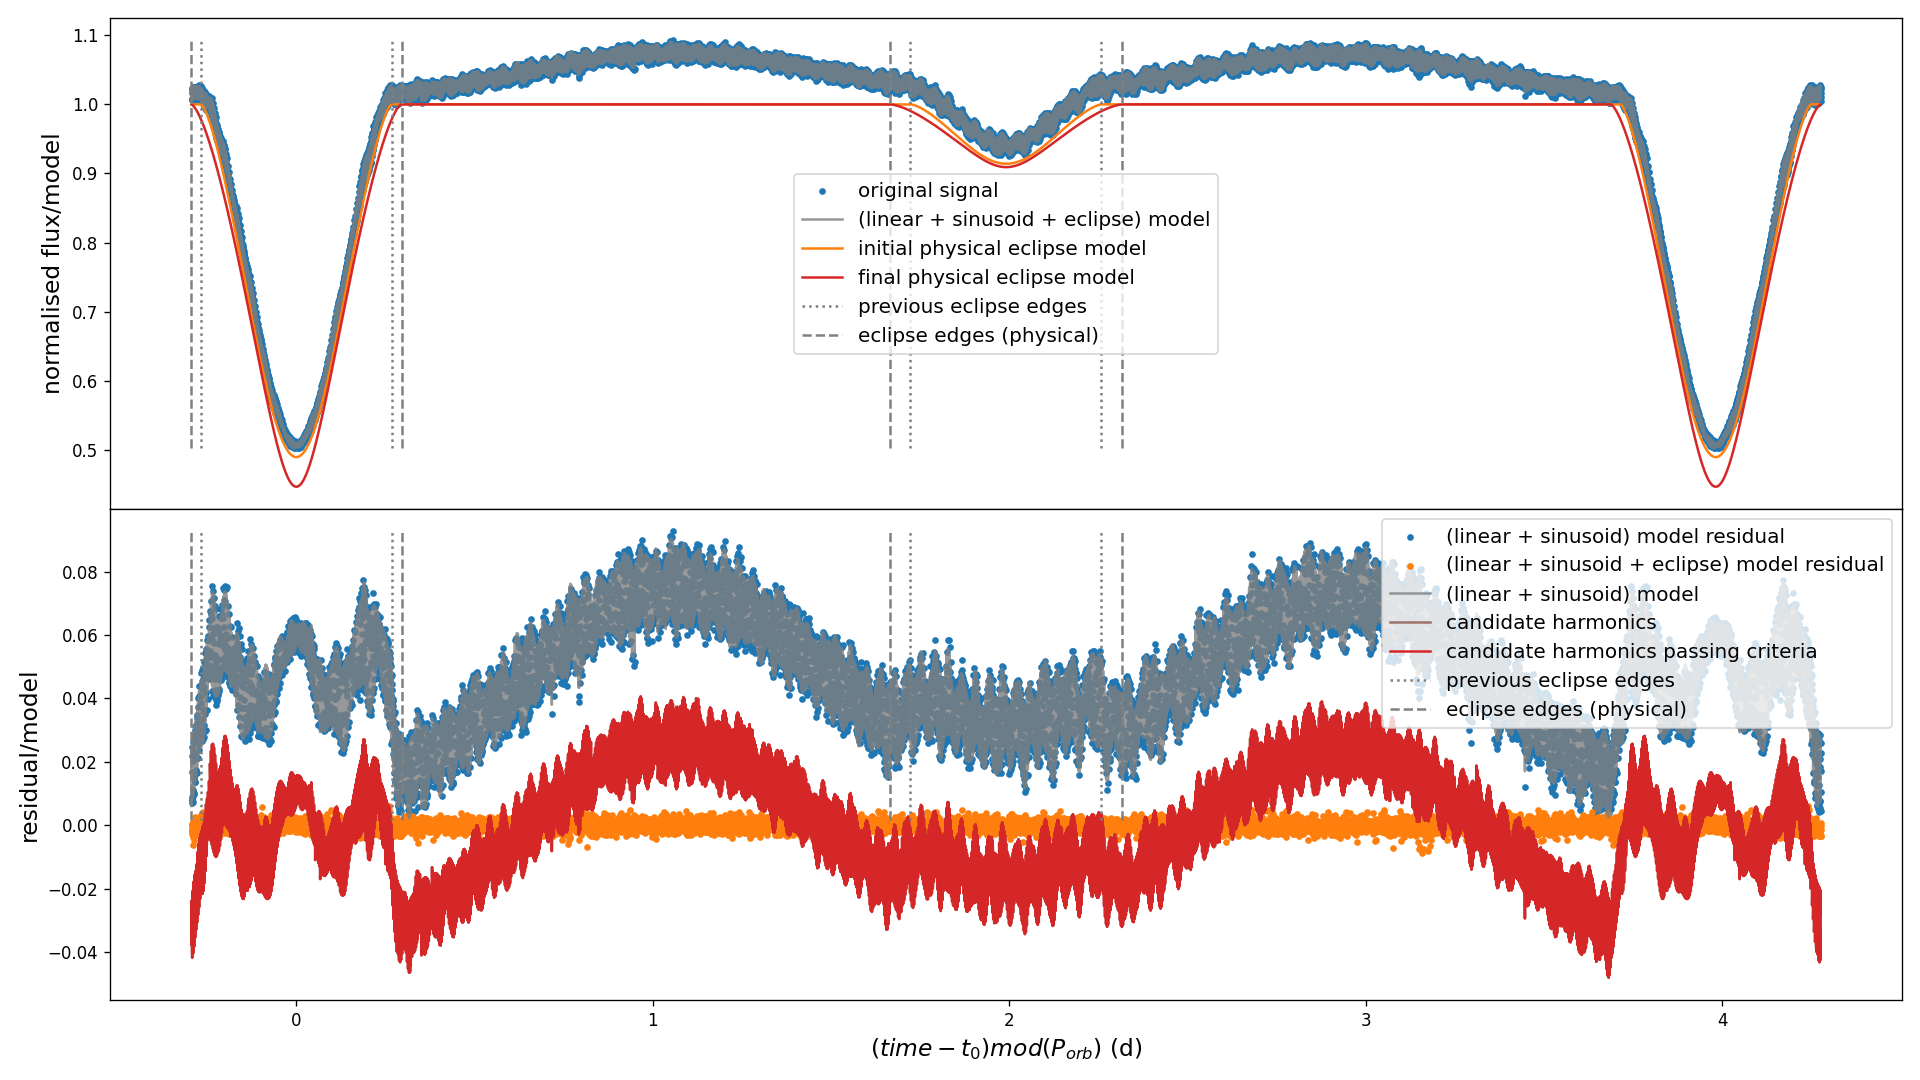 1.1
1.0
0.9
0.8
0.7
0.6
0.5
normalised flux/model
original signal
(linear + sinusoid + eclipse) model
initial physical eclipse model
final physical eclipse model
previous eclipse edges
eclipse edges (physical)
0.08
0.06
0.04
0.02
0.00
−0.02
−0.04
residual/model
(linear + sinusoid) model residual
(linear + sinusoid + eclipse) model residual
(linear + sinusoid) model
candidate harmonics
candidate harmonics passing criteria
previous eclipse edges
eclipse edges (physical)
0 1 2 3 4
(time − t₀)mod(Pₒᵣb) (d)